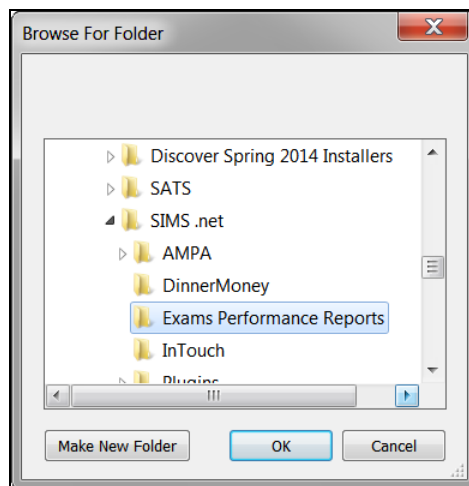 Browse For Folder
Discover Spring 2014 Installers
SATS
SIMS .net
AMPA
DinnerMoney
Exams Performance Reports
InTouch
Plugins
Make New Folder OK Cancel